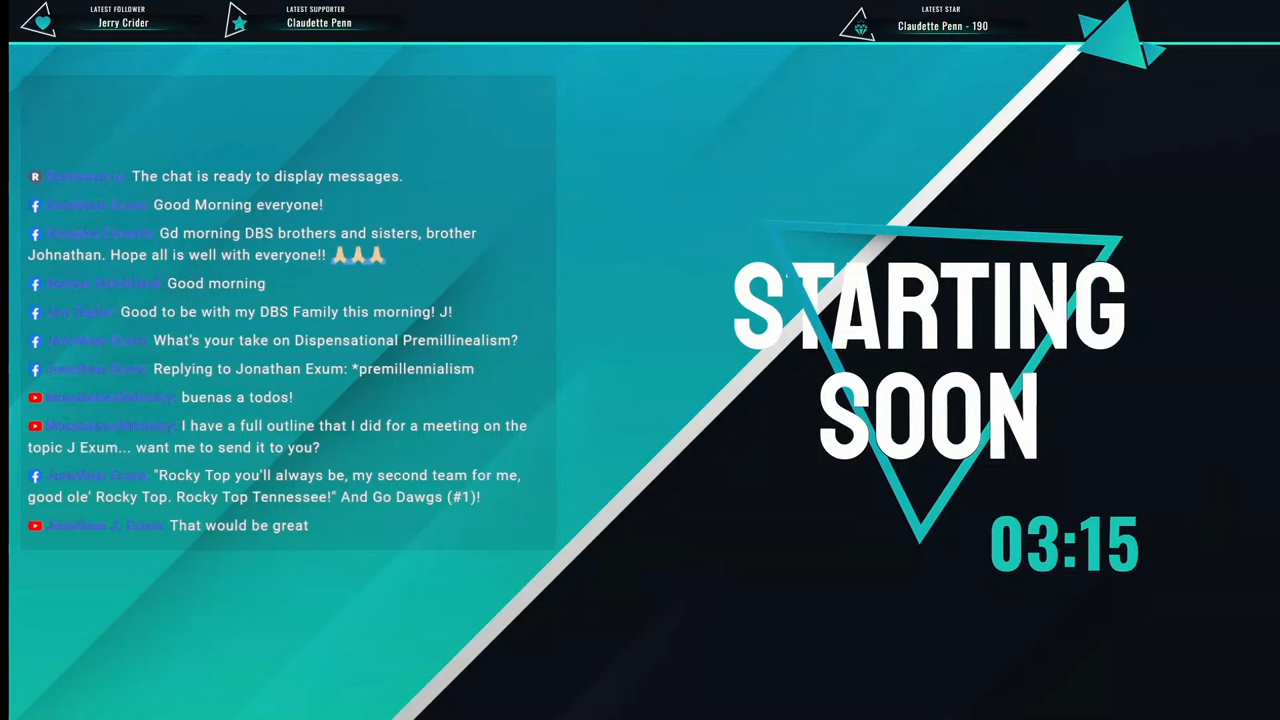 LATEST FOLLOWER
Jerry Crider
LATEST SUPPORTER
Claudette Penn
LATEST STAR
Claudette Penn - 190
R The chat is ready to display messages.
Good Morning everyone!
Gd morning DBS brothers and sisters, brother
Johnathan. Hope all is well with everyone!! 🙏🙏🙏
Good morning
Good to be with my DBS Family this morning! J!
What's your take on Dispensational Premillinealism?
Replying to Jonathan Exum: *premillennialism
buenas a todos!
I have a full outline that I did for a meeting on the
topic J Exum... want me to send it to you?
"Rocky Top you'll always be, my second team for me,
good ole' Rocky Top. Rocky Top Tennessee!" And Go Dawgs (#1)!
That would be great
STARTING
SOON
03:15